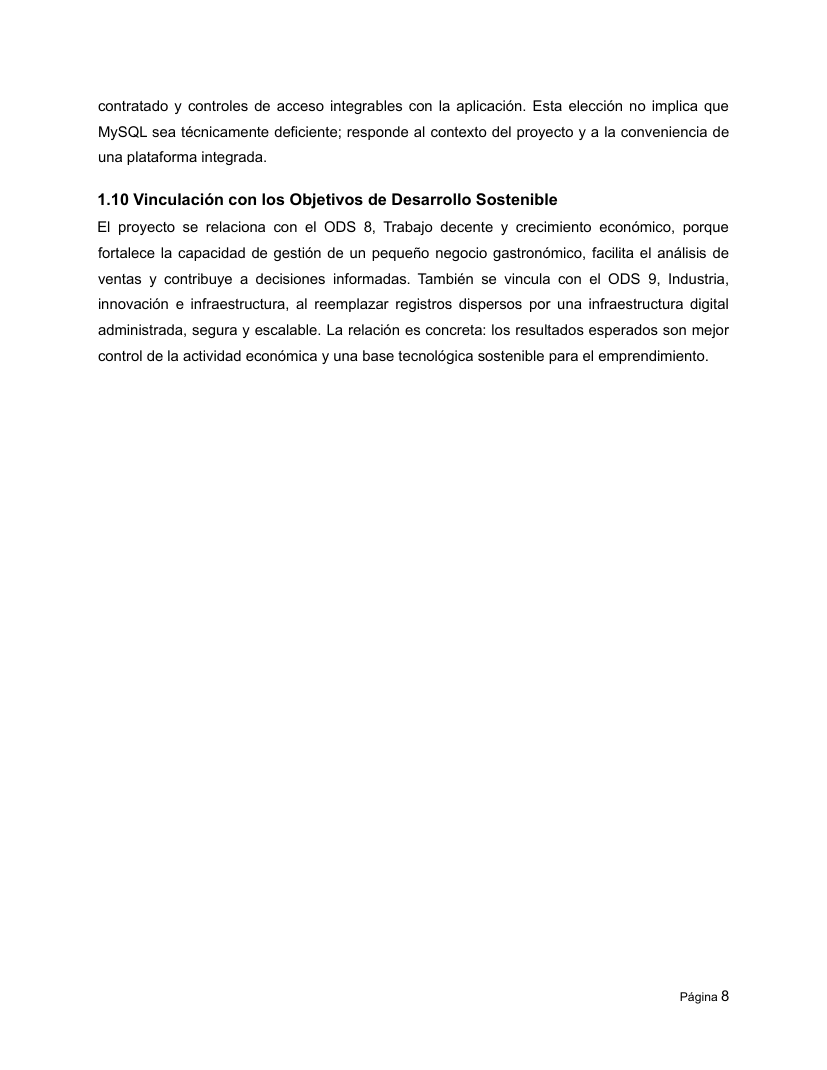 contratado y controles de acceso integrables con la aplicación. Esta elección no implica que
MySQL sea técnicamente deficiente; responde al contexto del proyecto y a la conveniencia de
una plataforma integrada.
1.10 Vinculación con los Objetivos de Desarrollo Sostenible
El proyecto se relaciona con el ODS 8, Trabajo decente y crecimiento económico, porque
fortalece la capacidad de gestión de un pequeño negocio gastronómico, facilita el análisis de
ventas y contribuye a decisiones informadas. También se vincula con el ODS 9, Industria,
innovación e infraestructura, al reemplazar registros dispersos por una infraestructura digital
administrada, segura y escalable. La relación es concreta: los resultados esperados son mejor
control de la actividad económica y una base tecnológica sostenible para el emprendimiento.
Página 8